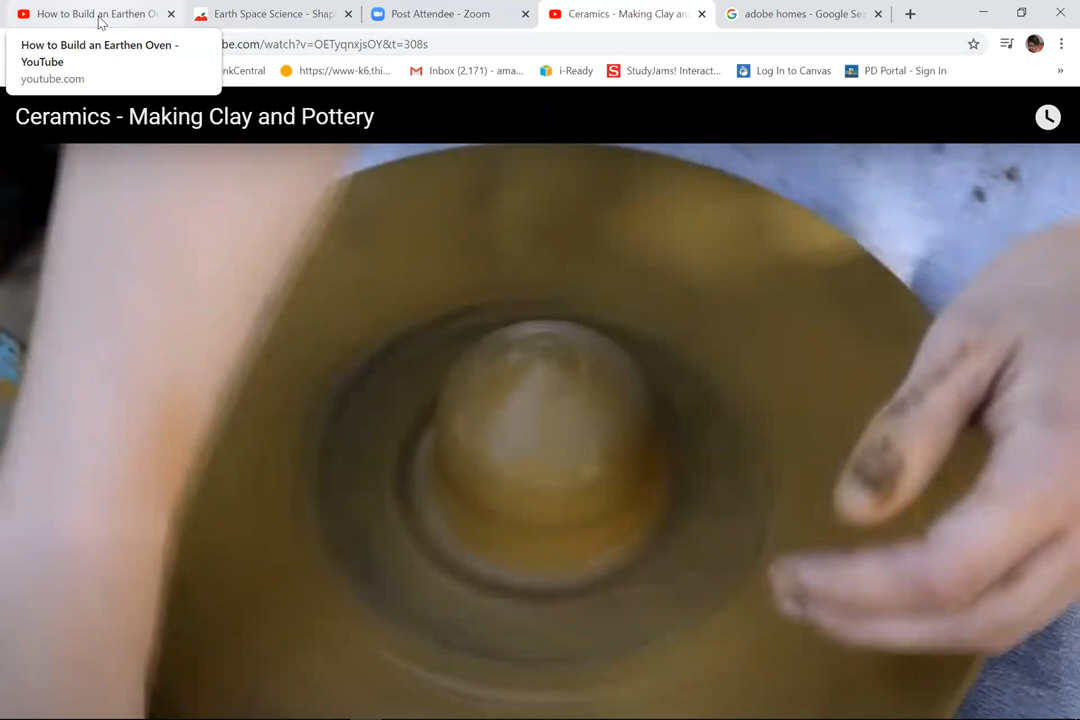 How to Build an Earthen O
Earth Space Science - Shap
Post Attendee - Zoom
Ceramics - Making Clay an
adobe homes - Google Sea
How to Build an Earthen Oven -
YouTube
youtube.com
be.com/watch?v=OETyqnxjsOY&t=308s
nkCentral
https://www-k6.thi...
Inbox (2,171) - ama...
i-Ready
StudyJams! Interact...
Log In to Canvas
PD Portal - Sign In
Ceramics - Making Clay and Pottery